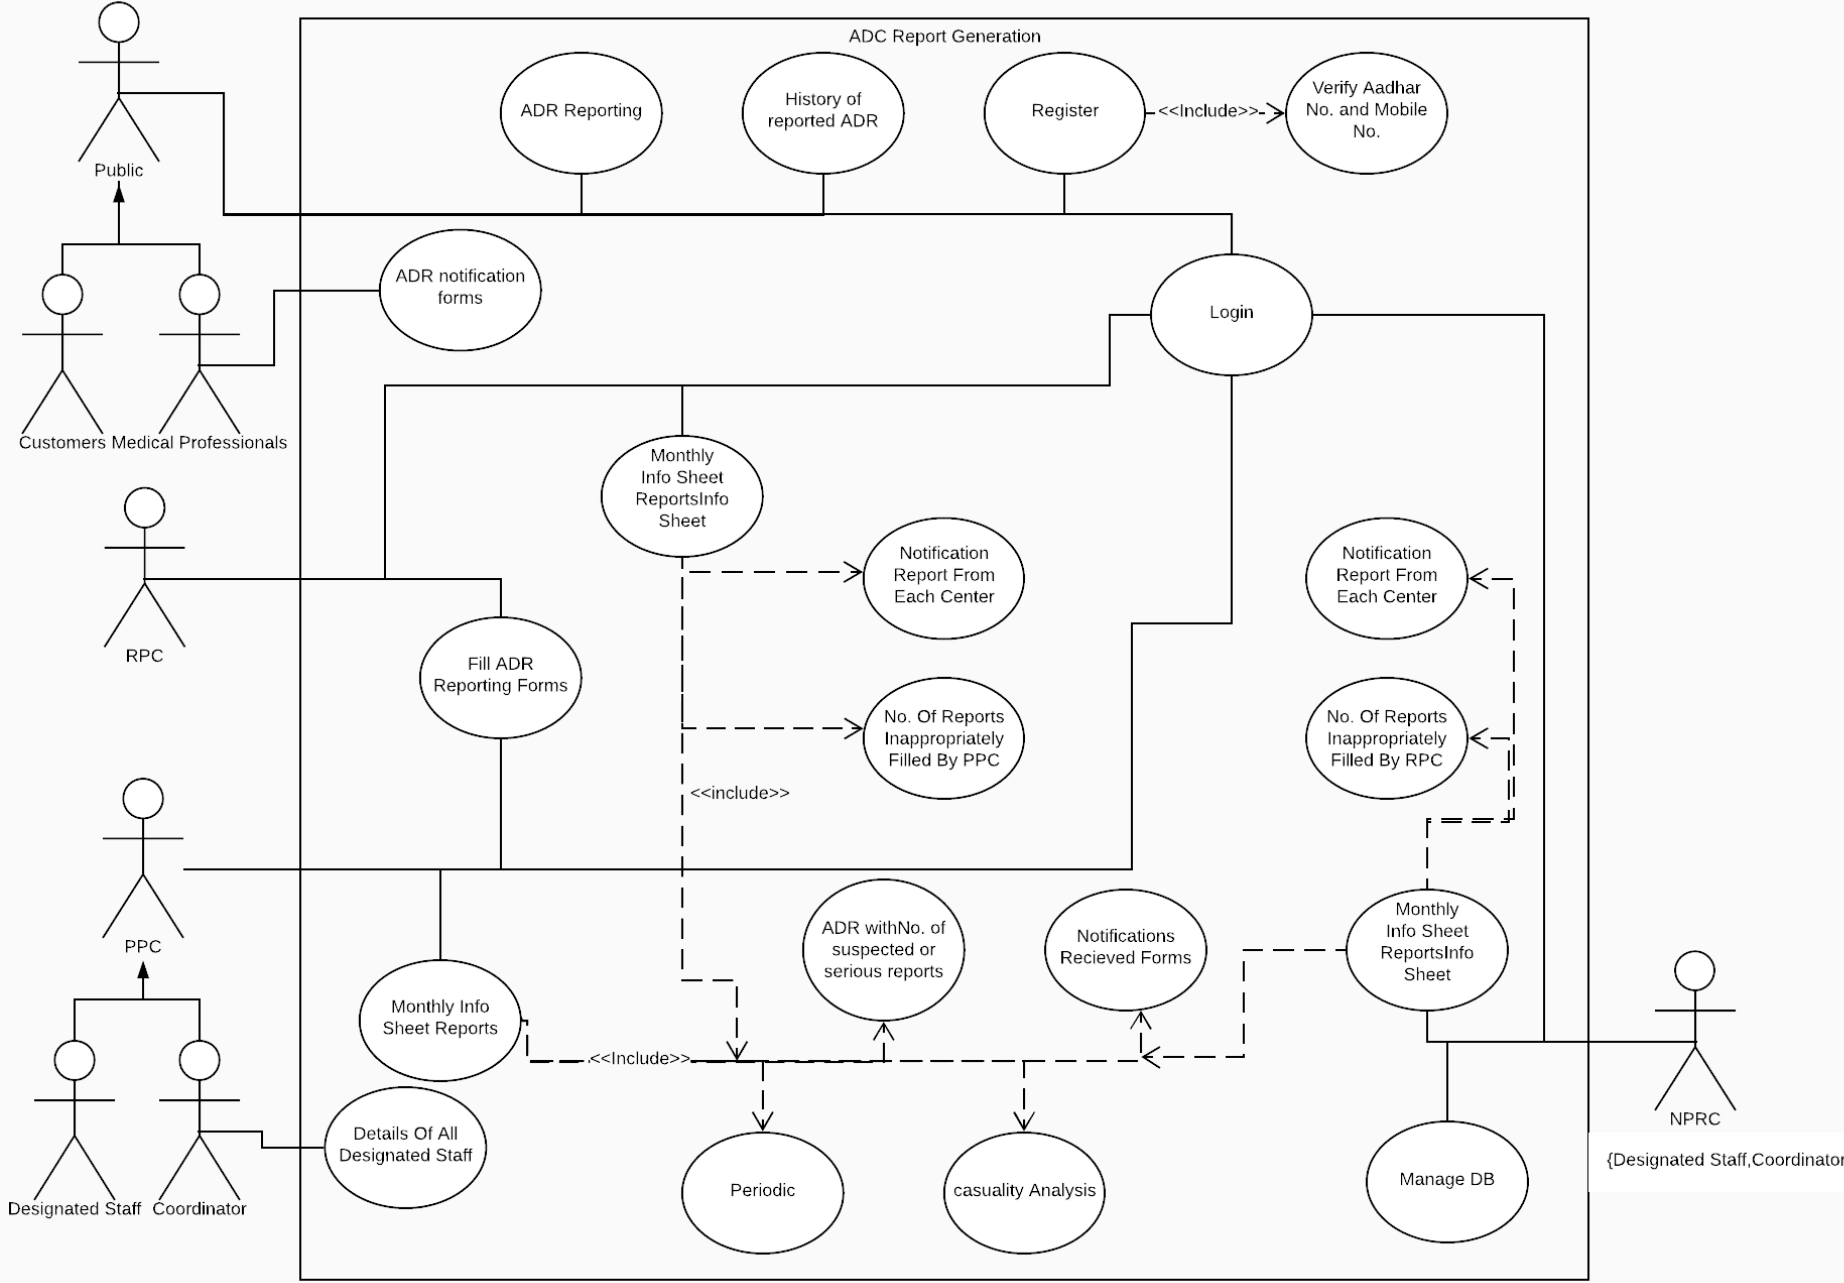 ADC Report Generation
ADR Reporting
History of
reported ADR
Register
<<Include>>
Verify Aadhar
No. and Mobile
No.
Public
ADR notification
forms
Login
Customers
Medical Professionals
Monthly
Info Sheet
ReportsInfo
Sheet
Notification
Report From
Each Center
Notification
Report From
Each Center
RPC
Fill ADR
Reporting Forms
No. Of Reports
Inappropriately
Filled By PPC
No. Of Reports
Inappropriately
Filled By RPC
<<include>>
PPC
ADR withNo. of
suspected or
serious reports
Notifications
Recieved Forms
Monthly
Info Sheet
ReportsInfo
Sheet
Monthly Info
Sheet Reports
<<Include>>
NPRC
{Designated Staff,Coordinator
Details Of All
Designated Staff
Periodic
casuality Analysis
Manage DB
Designated Staff
Coordinator